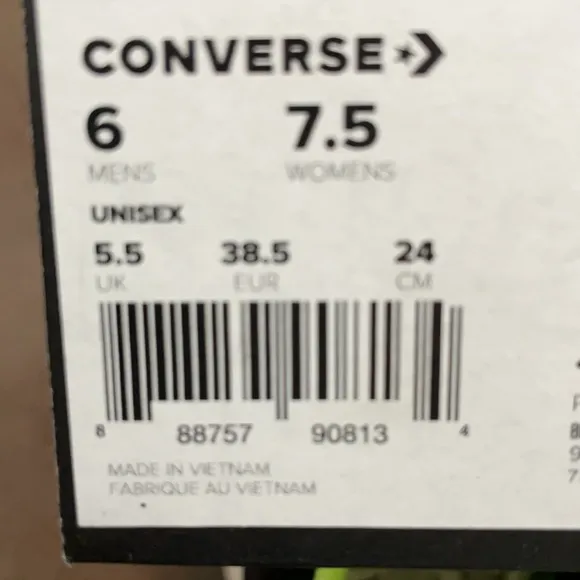 CONVERSE
6 7.5
MENS WOMENS
UNISEX
5.5 38.5 24
UK EUR CM
8 88757 90813 4
MADE IN VIETNAM
FABRIQUE AU VIETNAM